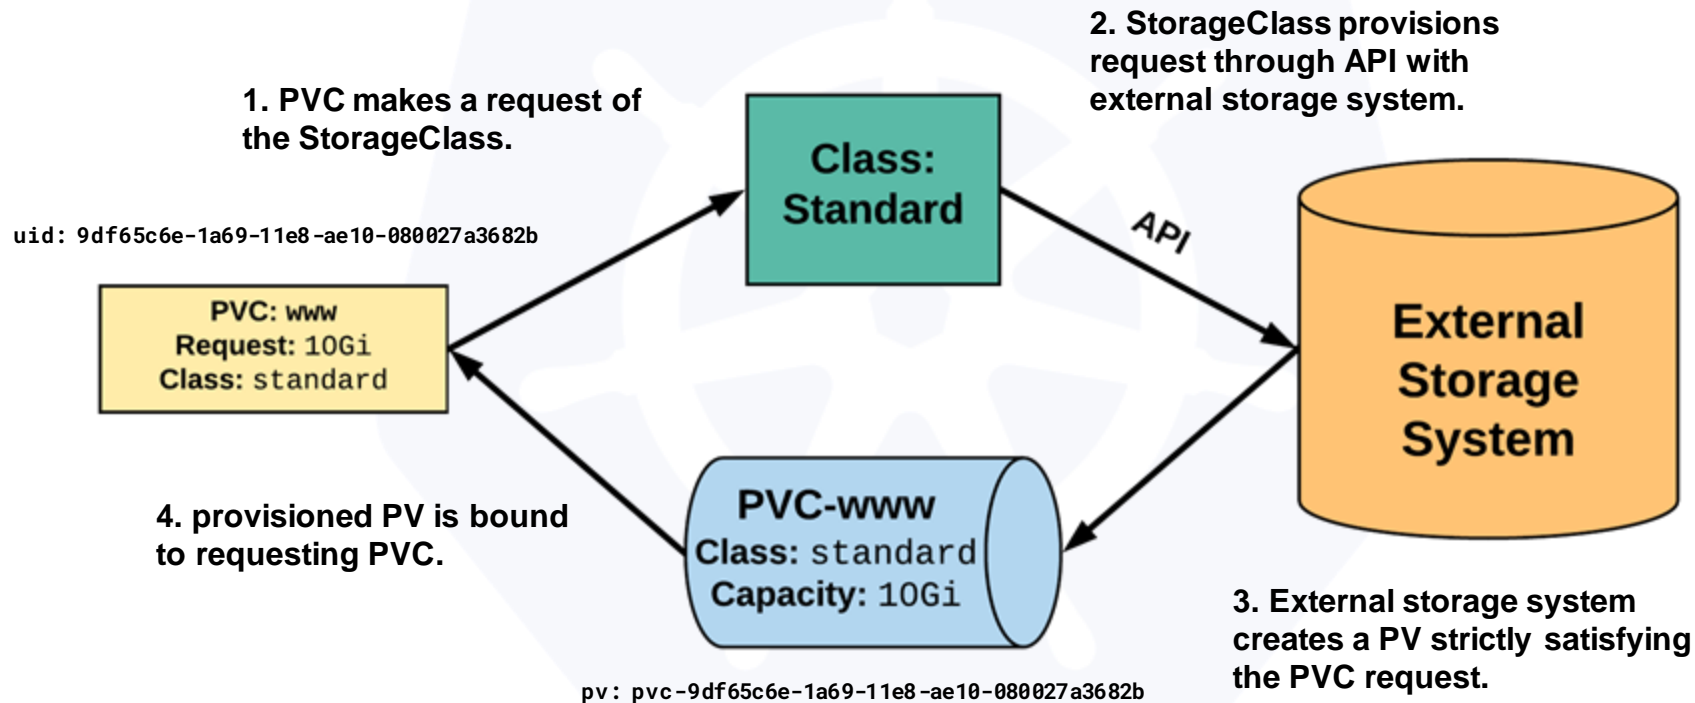 2. StorageClass provisions
request through API with
external storage system.
1. PVC makes a request of
the StorageClass.
Class:
Standard
API
uid: 9df65c6e-1a69-11e8-ae10-080027a3682b
PVC: www
Request: 10Gi
Class: standard
External
Storage
System
4. provisioned PV is bound
to requesting PVC.
PVC-www
Class: standard
Capacity: 10Gi
3. External storage system
creates a PV strictly satisfying
the PVC request.
pv: pvc-9df65c6e-1a69-11e8-ae10-080027a3682b